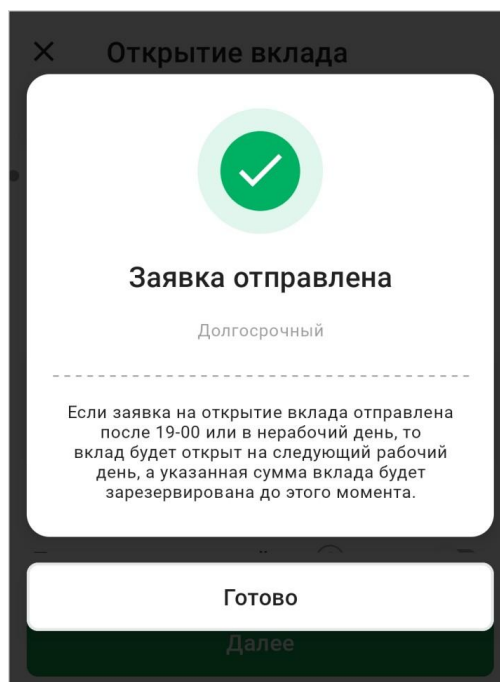 Открытие вклада
Заявка отправлена
Долгосрочный
Если заявка на открытие вклада отправлена
после 19-00 или в нерабочий день, то
вклад будет открыт на следующий рабочий
день, а указанная сумма вклада будет
зарезервирована до этого момента.
Готово
Далее